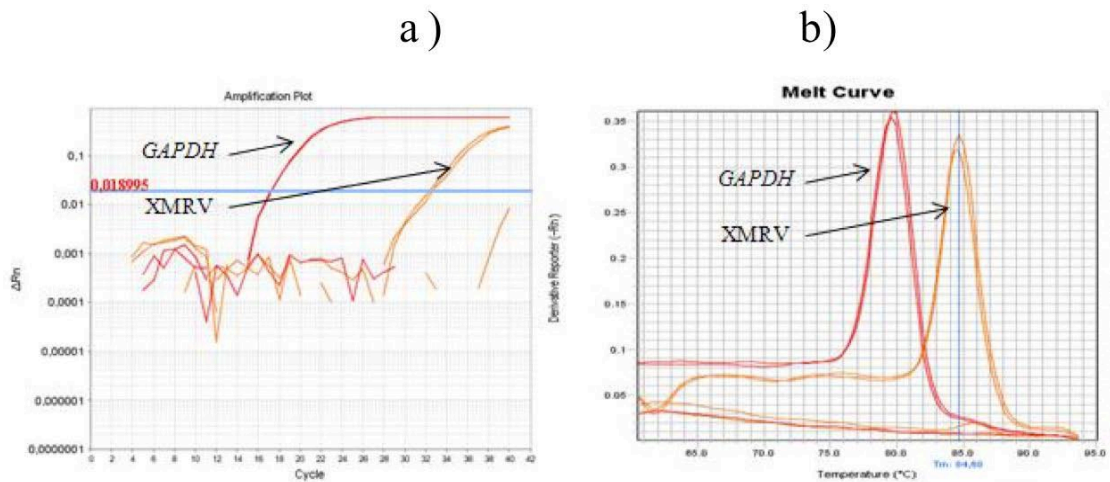 a )
b)
Amplification Plot
GAPDH
0,018995
XMRV
0,1
0,01
0,001
0,0001
0,00001
0,000001
0,0000001
ΔRn
0 2 4 6 8 10 12 14 16 18 20 22 24 26 28 30 32 34 36 38 40 42
Cycle
Melt Curve
GAPDH
XMRV
0.35
0.3
0.25
0.2
0.15
0.1
0.05
Derivative Reporter (-Rn)
65.0 70.0 75.0 80.0 85.0 90.0 95.0
Temperature (°C)